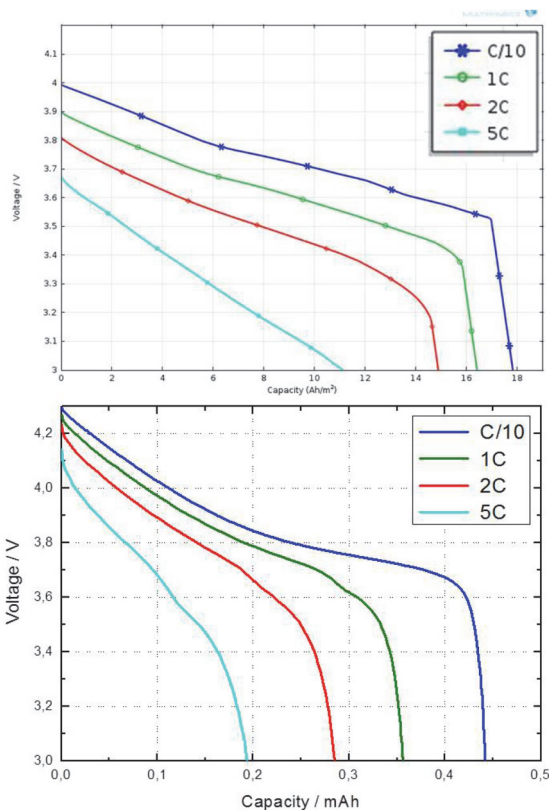 4.1
4
3.9
3.8
3.7
3.6
3.5
3.4
3.3
3.2
3.1
3
Voltage / V
0 2 4 6 8 10 12 14 16 18
Capacity (Ah/m²)
C/10
1C
2C
5C
4,2
4,0
3,8
3,6
3,4
3,2
3,0
Voltage / V
0,0 0,1 0,2 0,3 0,4 0,5
Capacity / mAh
C/10
1C
2C
5C